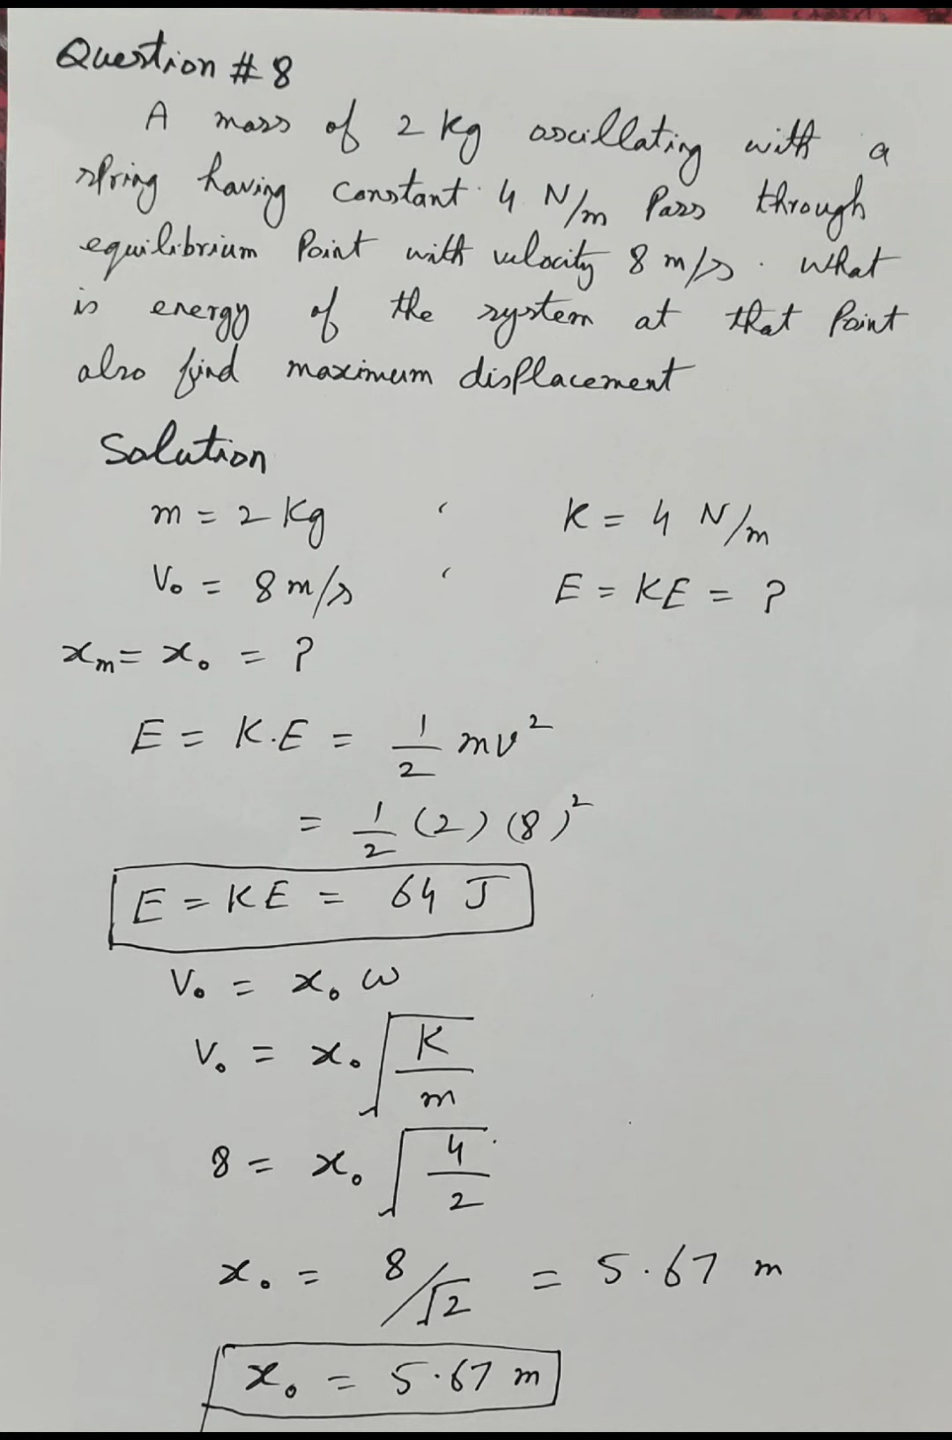 Question # 8
A mass of 2 kg oscillating with a
spring having constant 4 N/m Pass through
equilibrium Point with velocity 8 m/s. What
is energy of the system at that Point
also find maximum displacement
Solution
m = 2 Kg , K = 4 N/m
V₀ = 8 m/s , E = KE = ?
xₘ = x₀ = ?
E = K.E = 1/2 mv²
= 1/2 (2) (8)²
E = KE = 64 J
V₀ = x₀ ω
V₀ = x₀ √(K/m)
8 = x₀ √(4/2)
x₀ = 8/√2 = 5.67 m
x₀ = 5.67 m